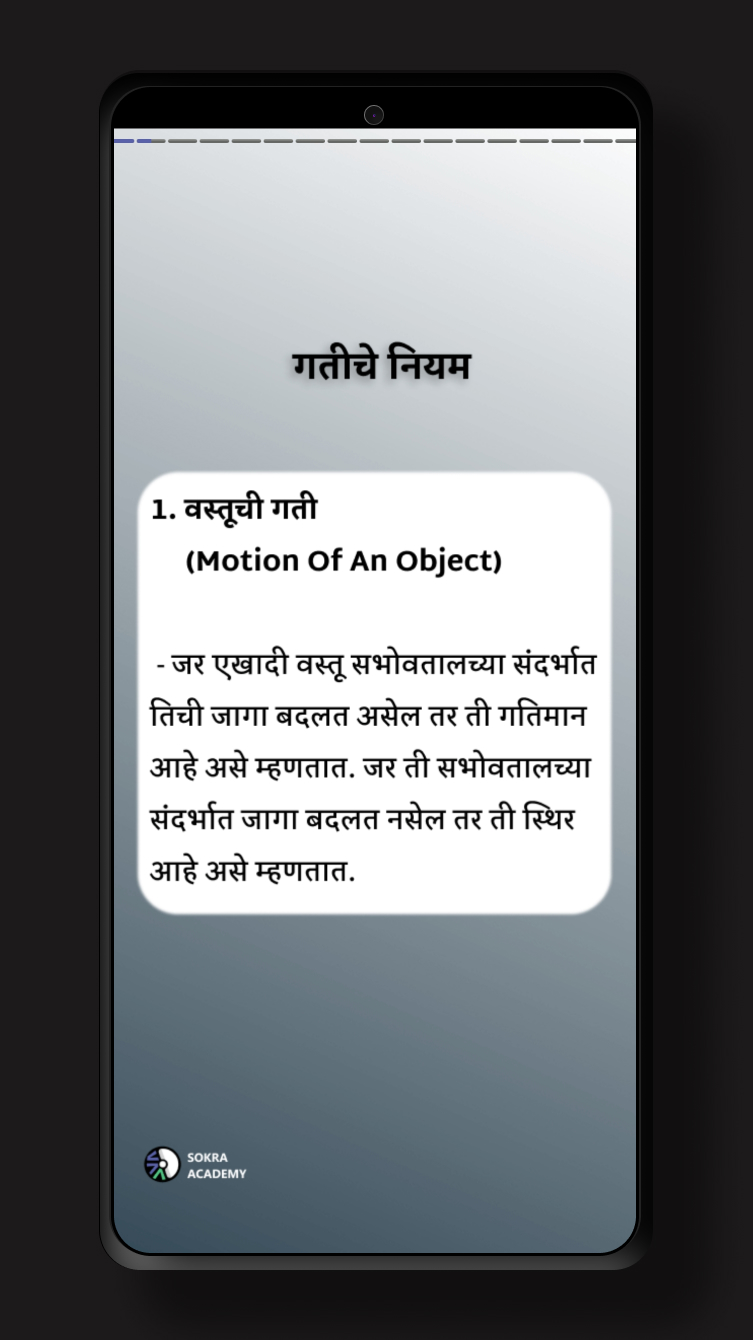 गतीचे नियम
1. वस्तूची गती
(Motion Of An Object)
- जर एखादी वस्तू सभोवतालच्या संदर्भात
तिची जागा बदलत असेल तर ती गतिमान
आहे असे म्हणतात. जर ती सभोवतालच्या
संदर्भात जागा बदलत नसेल तर ती स्थिर
आहे असे म्हणतात.
SOKRA
ACADEMY